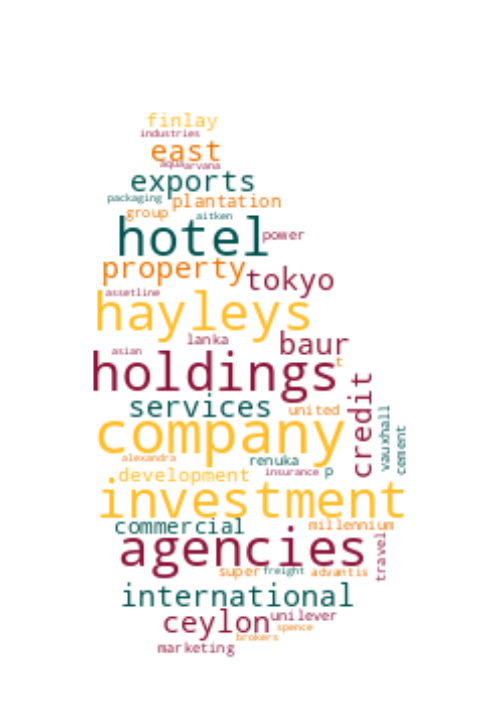 finlay
industries
east
aqua arvana
exports
packaging plantation
group aitken
hotel power
property tokyo
assetline
hayleys
lanka baur
asian t
holdings
credit
services united vauxhall
company cement
alexandra renuka
development insurance p
investment
commercial millennium
agencies travel
super freight advantis
international
ceylon unilever
spence
brokers
marketing